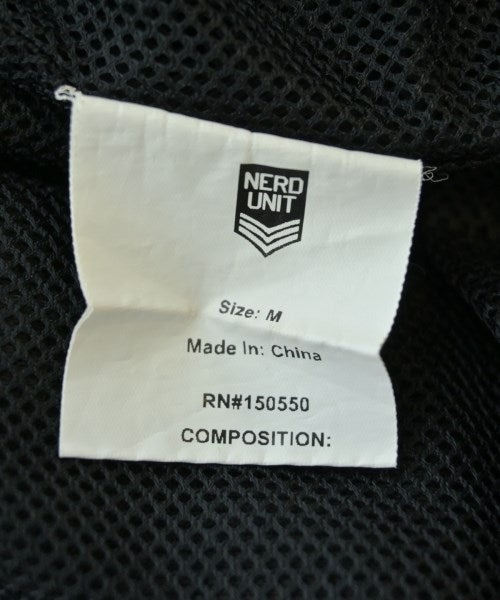 NERD
UNIT
Size: M
Made In: China
RN#150550
COMPOSITION: